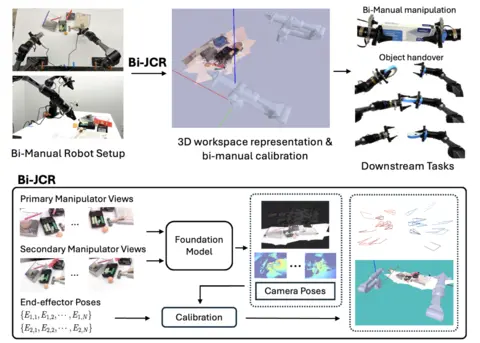 Bi-Manual Robot Setup
Bi-JCR
3D workspace representation &
bi-manual calibration
Bi-Manual manipulation
Object handover
Downstream Tasks
Bi-JCR
Primary Manipulator Views
...
Secondary Manipulator Views
...
End-effector Poses
{E₁,₁, E₁,₂, ⋯ , E₁,N}
{E₂,₁, E₂,₂, ⋯ , E₂,N}
Foundation
Model
Calibration
...
Camera Poses